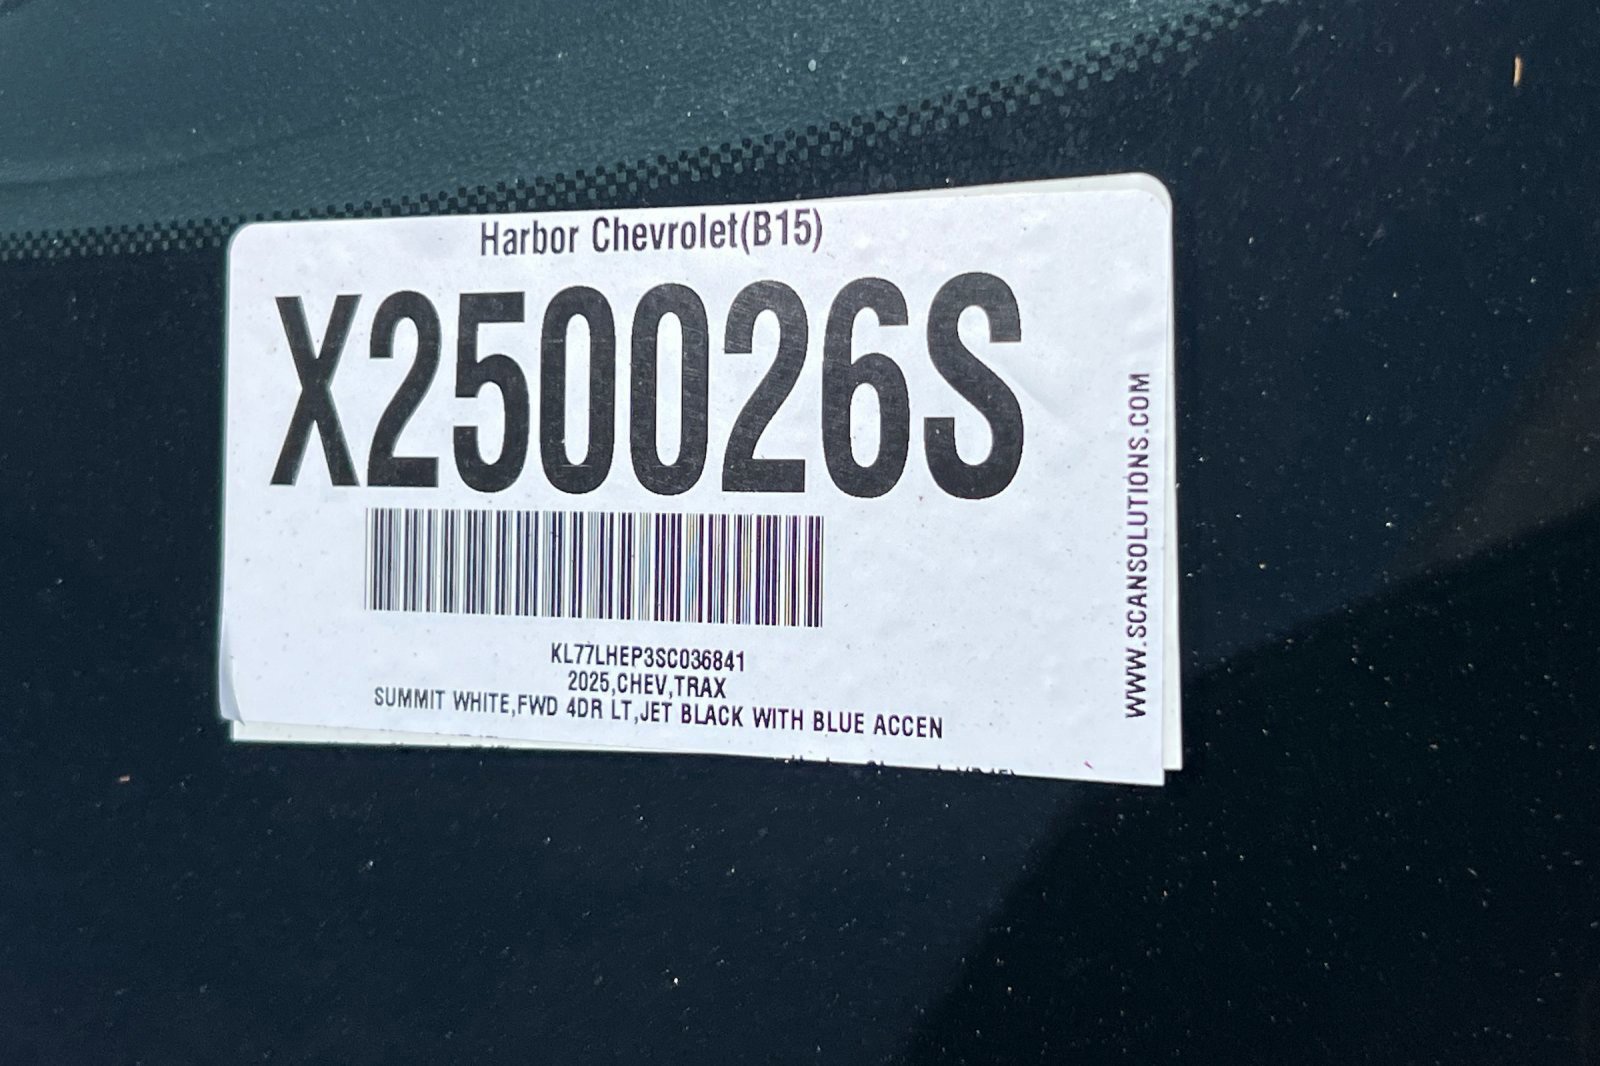 Harbor Chevrolet(B15)
X250026S
KL77LHEP3SC036841
2025,CHEV,TRAX
SUMMIT WHITE,FWD 4DR LT,JET BLACK WITH BLUE ACCEN
WWW.SCANSOLUTIONS.COM